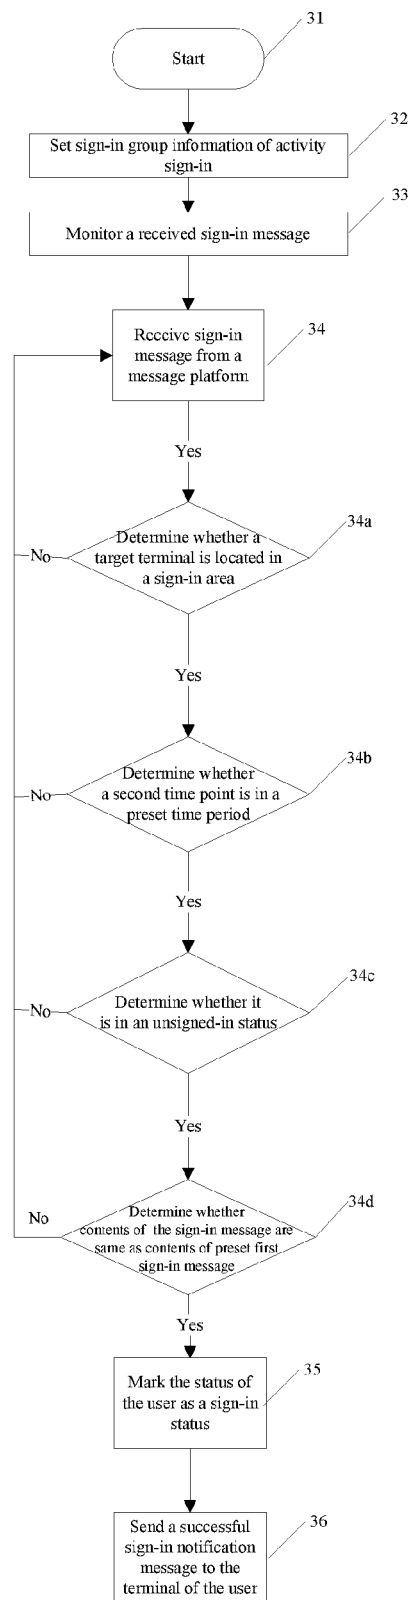 31
Start
32
Set sign-in group information of activity
sign-in
33
Monitor a received sign-in message
34
Receive sign-in
message from a
message platform
Yes
34a
Determine whether a
target terminal is located in
a sign-in area
No
Yes
34b
Determine whether
a second time point is in a
preset time period
No
Yes
34c
Determine whether it
is in an unsigned-in status
No
Yes
34d
No
Determine whether
contents of the sign-in message are
same as contents of preset first
sign-in message
Yes
35
Mark the status of
the user as a sign-in
status
36
Send a successful
sign-in notification
message to the
terminal of the user